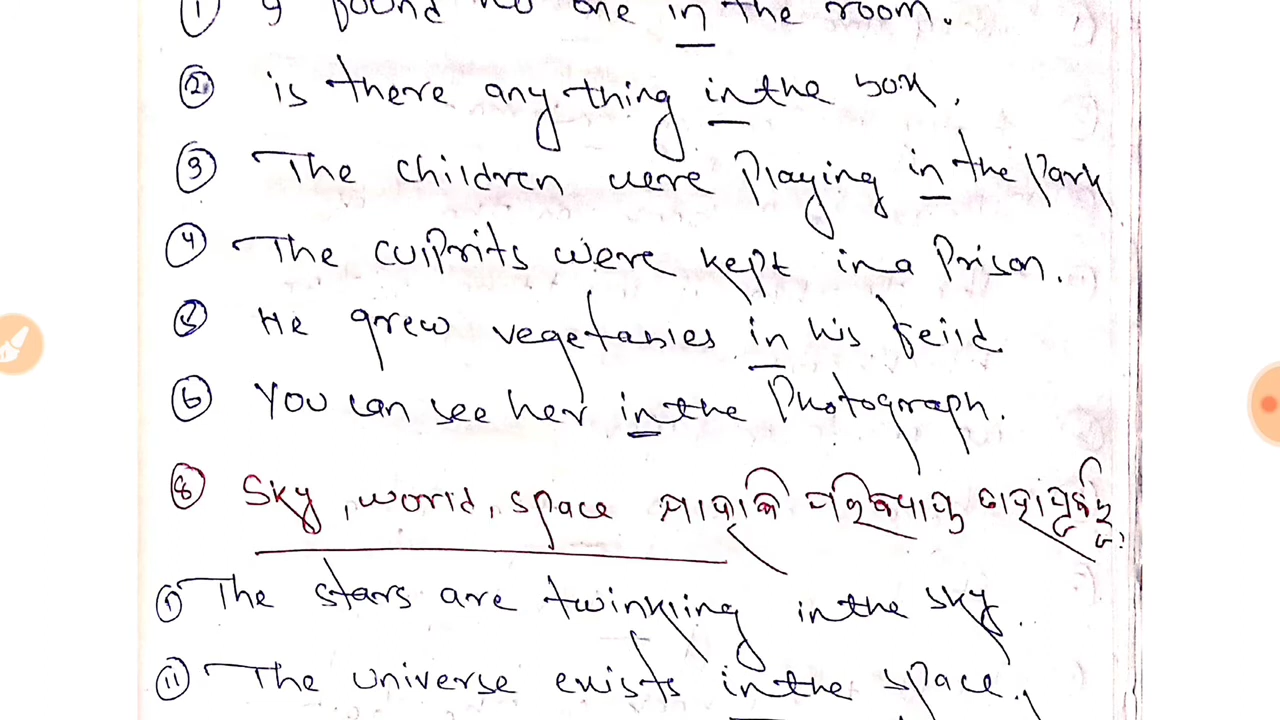 ① I found no one in the room.
② is there any thing in the box.
③ The children were playing in the park
④ The culprits were kept in a prison.
⑤ He grew vegetables in his feild
⑥ You can see her in the photograph.
⑧ Sky, world, space
① The stars are twinkling in the sky.
⑪ The universe exists in the space.